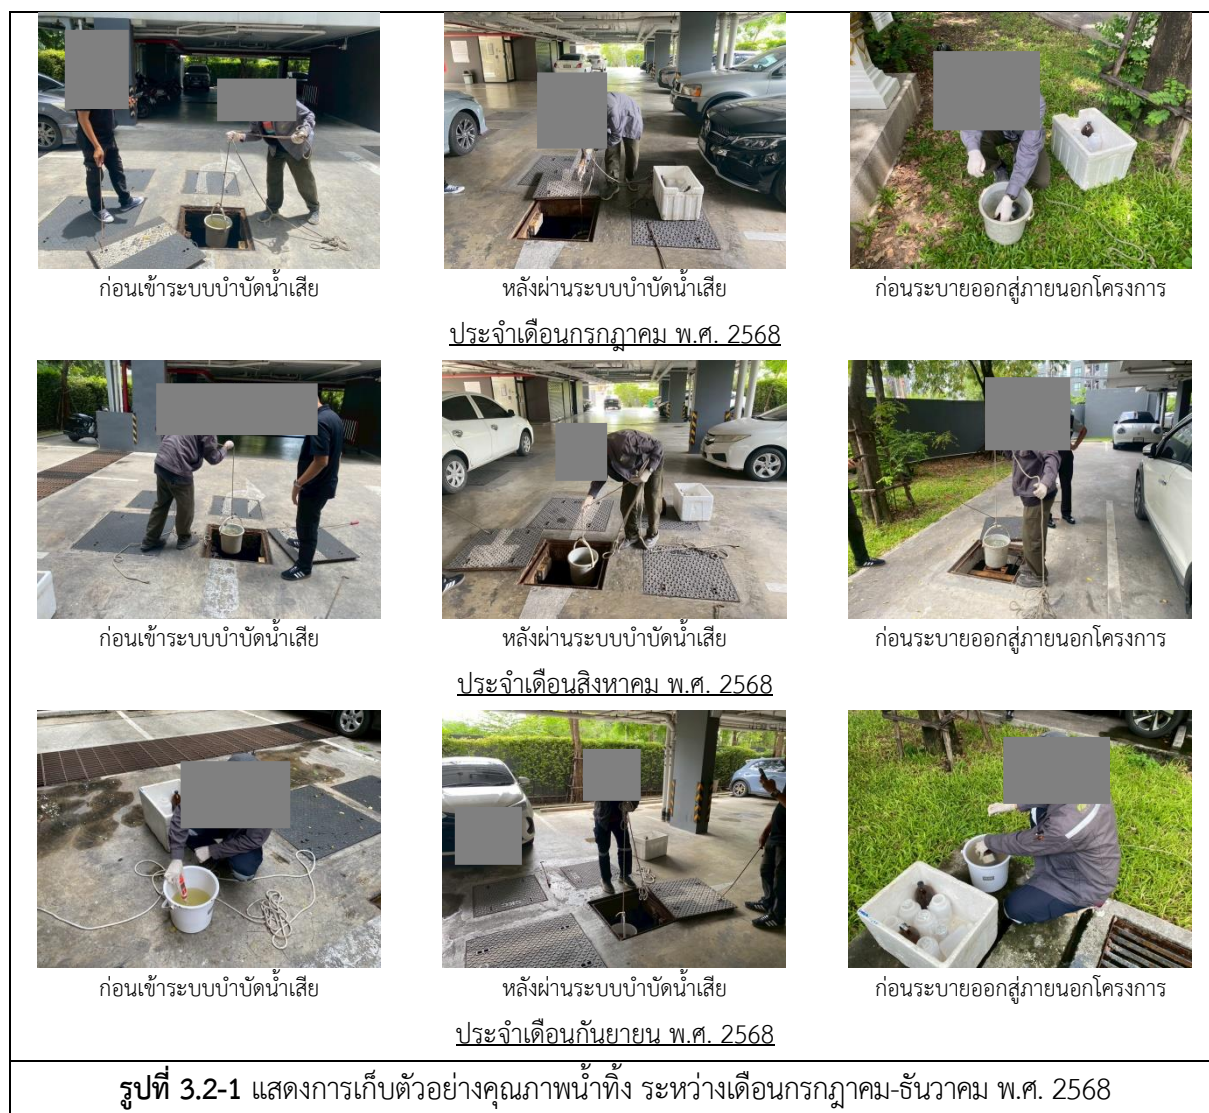 ก่อนเข้าระบบบำบัดน้ำเสีย หลังผ่านระบบบำบัดน้ำเสีย ก่อนระบายออกสู่ภายนอกโครงการ
ประจำเดือนกรกฎาคม พ.ศ. 2568
ก่อนเข้าระบบบำบัดน้ำเสีย หลังผ่านระบบบำบัดน้ำเสีย ก่อนระบายออกสู่ภายนอกโครงการ
ประจำเดือนสิงหาคม พ.ศ. 2568
ก่อนเข้าระบบบำบัดน้ำเสีย หลังผ่านระบบบำบัดน้ำเสีย ก่อนระบายออกสู่ภายนอกโครงการ
ประจำเดือนกันยายน พ.ศ. 2568
รูปที่ 3.2-1 แสดงการเก็บตัวอย่างคุณภาพน้ำทิ้ง ระหว่างเดือนกรกฎาคม-ธันวาคม พ.ศ. 2568